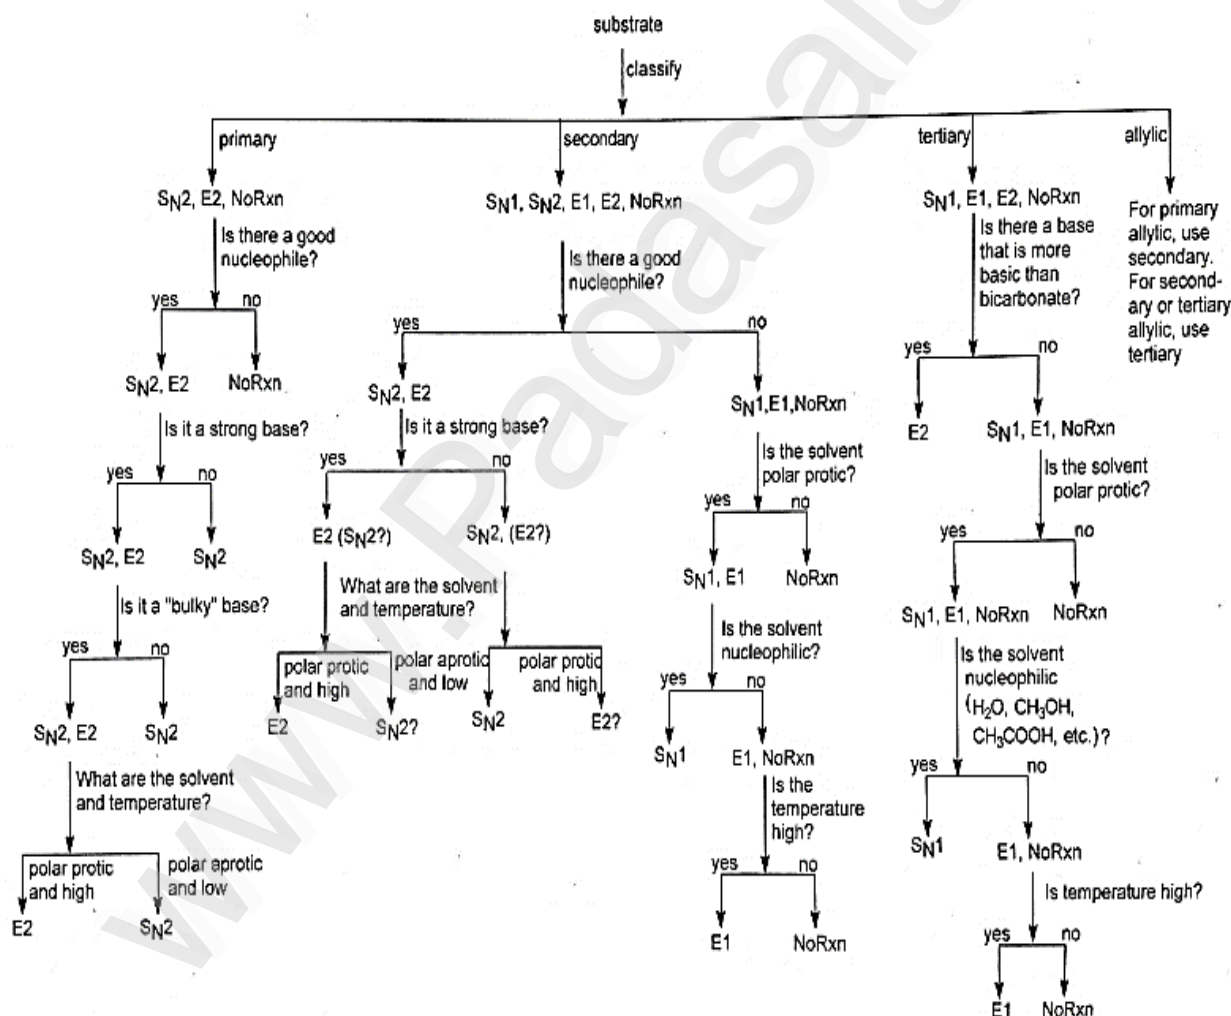 substrate
classify
primary
secondary
tertiary
allylic
SN2, E2, NoRxn
SN1, SN2, E1, E2, NoRxn
SN1, E1, E2, NoRxn
For primary
allylic, use
secondary.
For second-
ary or tertiary
allylic, use
tertiary
Is there a good
nucleophile?
yes
no
SN2, E2
NoRxn
Is it a strong base?
yes
no
SN2, E2
SN2
Is it a "bulky" base?
yes
no
SN2, E2
SN2
What are the solvent
and temperature?
polar protic
and high
polar aprotic
and low
E2
SN2
Is there a good
nucleophile?
yes
no
SN2, E2
Is it a strong base?
yes
no
E2 (SN2?)
SN2, (E2?)
What are the solvent
and temperature?
polar protic
and high
polar aprotic
and low
polar protic
and high
E2
SN2?
SN2
E2?
SN1,E1,NoRxn
Is the solvent
polar protic?
yes
no
SN1, E1
NoRxn
Is the solvent
nucleophilic?
yes
no
SN1
E1, NoRxn
Is the
temperature
high?
yes
no
E1
NoRxn
Is there a base
that is more
basic than
bicarbonate?
yes
no
E2
SN1, E1, NoRxn
Is the solvent
polar protic?
yes
no
SN1, E1, NoRxn
NoRxn
Is the solvent
nucleophilic
(H2O, CH3OH,
CH3COOH, etc.)?
yes
no
SN1
E1, NoRxn
Is temperature high?
yes
no
E1
NoRxn
www.Padasala